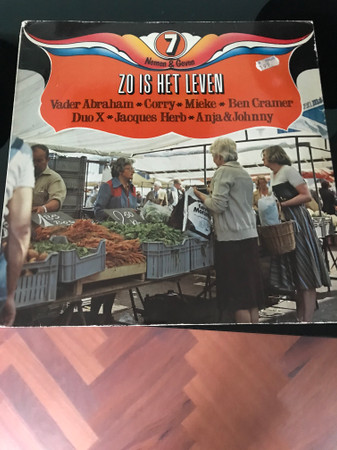 7
Nemen & Geven
ZO IS HET LEVEN
Vader Abraham • Corry • Mieke • Ben Cramer
Duo X • Jacques Herb • Anja & Johnny